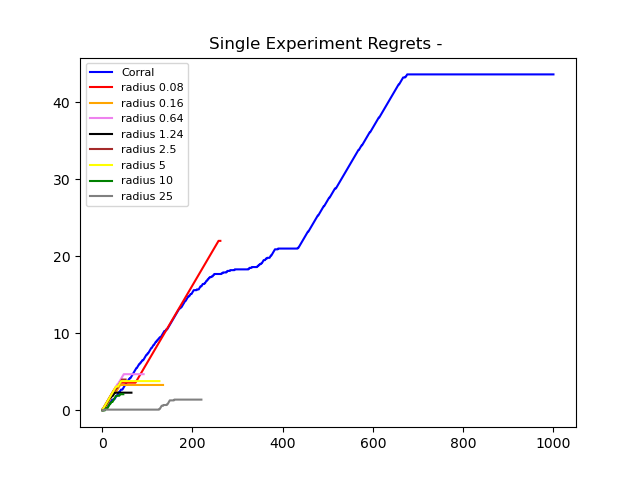 Single Experiment Regrets -
Corral
radius 0.08
radius 0.16
radius 0.64
radius 1.24
radius 2.5
radius 5
radius 10
radius 25
40
30
20
10
0
0 200 400 600 800 1000